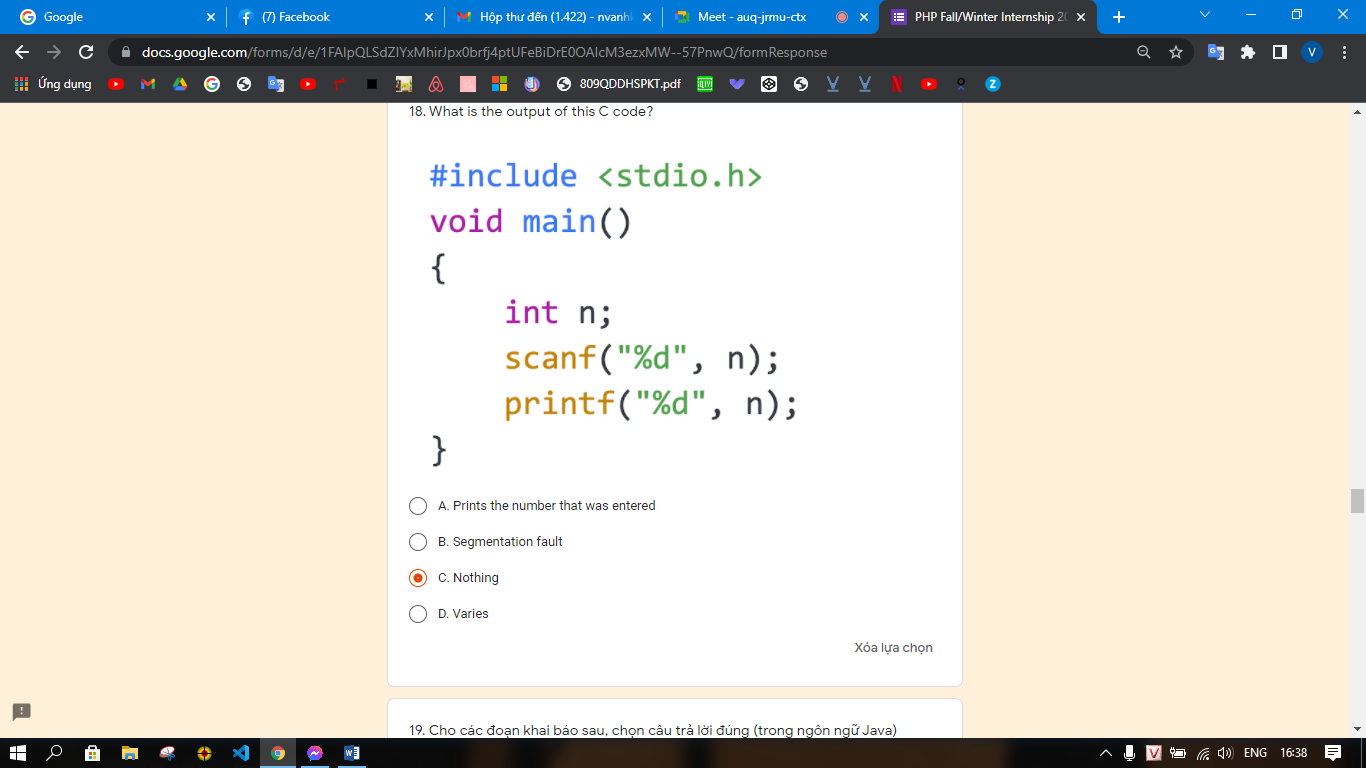 Google
(7) Facebook
Hộp thư đến (1.422) - nvanh
Meet - auq-jrmu-ctx
PHP Fall/Winter Internship 20
docs.google.com/forms/d/e/1FAIpQLSdZIYxMhirJpx0brfj4ptUFeBiDrE0OAIcM3ezxMW--57PnwQ/formResponse
V
Ứng dụng
809QDDHSPKT.pdf
18. What is the output of this C code?
#include <stdio.h>
void main()
{
int n;
scanf("%d", n);
printf("%d", n);
}
A. Prints the number that was entered
B. Segmentation fault
C. Nothing
D. Varies
Xóa lựa chọn
19. Cho các đoạn khai báo sau, chọn câu trả lời đúng (trong ngôn ngữ Java)
ENG
16:38